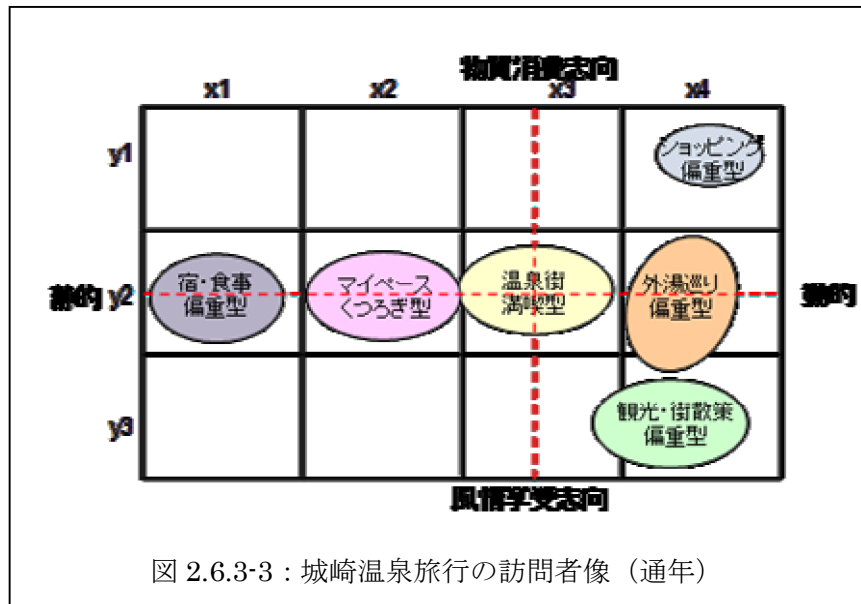 物質消費志向
x1 x2 x3 x4
y1
ショッピング
偏重型
静的 y2
宿・食事
偏重型
マイペース
くつろぎ型
温泉街
満喫型
外湯巡り
偏重型
動的
y3
観光・街散策
偏重型
風情享受志向
図 2.6.3-3：城崎温泉旅行の訪問者像（通年）